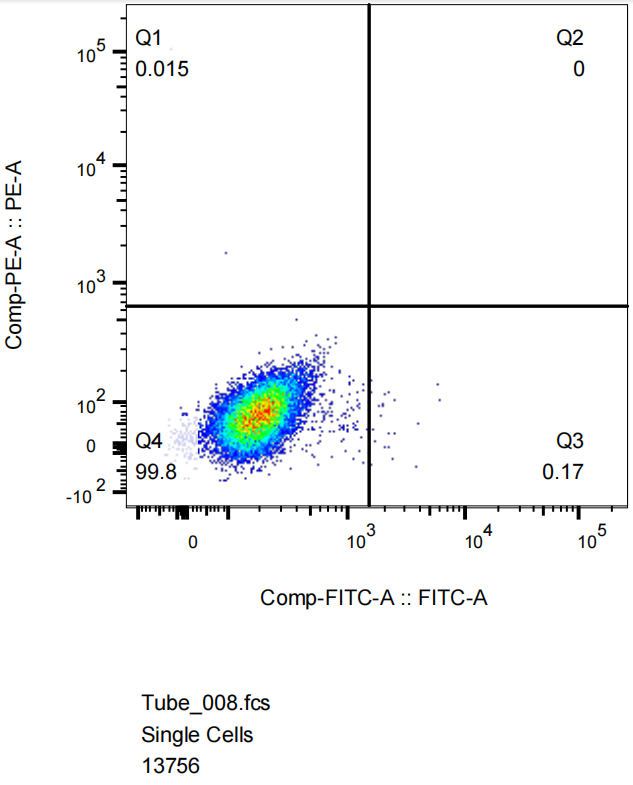 Q1
0.015
Q2
0
10^5
10^4
10^3
10^2
0
-10^2
Comp-PE-A :: PE-A
Q4
99.8
Q3
0.17
0
10^3
10^4
10^5
Comp-FITC-A :: FITC-A
Tube_008.fcs
Single Cells
13756